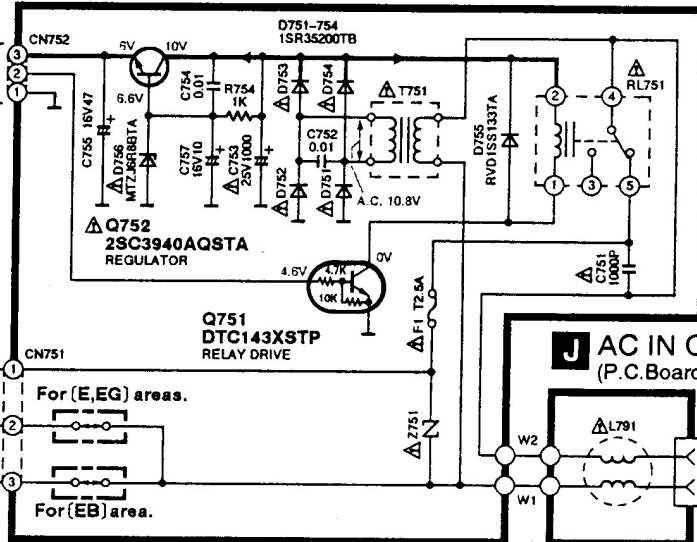 D751-754
1SR35200TB
CN752
3
2
1
6V
10V
6.6V
C755 16V47
D756
MTZJ6R8BTA
C754
0.01
R754
1K
C757
16V10
C753
25V1000
D753
D754
D752
D751
C752
0.01
T751
A.C. 10.8V
D755
RVD1SS133TA
RL751
2
4
1
3
5
Q752
2SC3940AQSTA
REGULATOR
4.6V
4.7K
10K
0V
Q751
DTC143XSTP
RELAY DRIVE
F1 T2.5A
C751
1000P
CN751
1
2
3
For (E,EG) areas.
For (EB) area.
Z751
J AC IN
(P.C.Board
W2
W1
L791